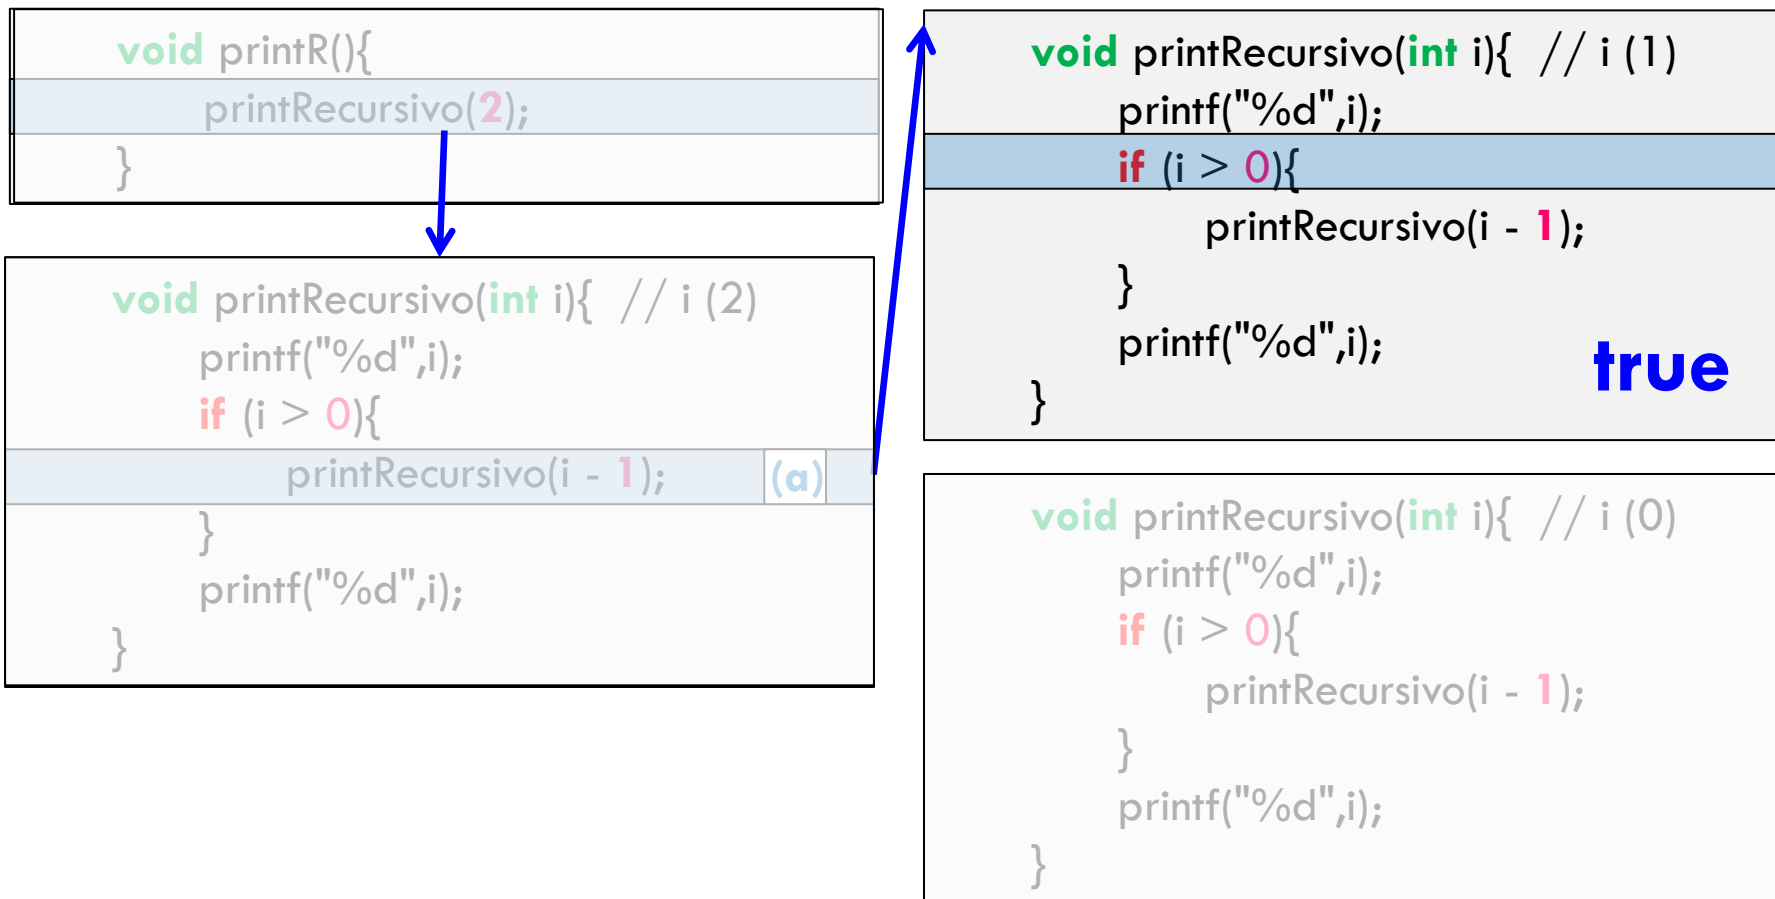 void printR(){
printRecursivo(2);
}
void printRecursivo(int i){ // i (2)
printf("%d",i);
if (i > 0){
printRecursivo(i - 1); (a)
}
printf("%d",i);
}
void printRecursivo(int i){ // i (1)
printf("%d",i);
if (i > 0){
printRecursivo(i - 1);
}
printf("%d",i);
true
}
void printRecursivo(int i){ // i (0)
printf("%d",i);
if (i > 0){
printRecursivo(i - 1);
}
printf("%d",i);
}